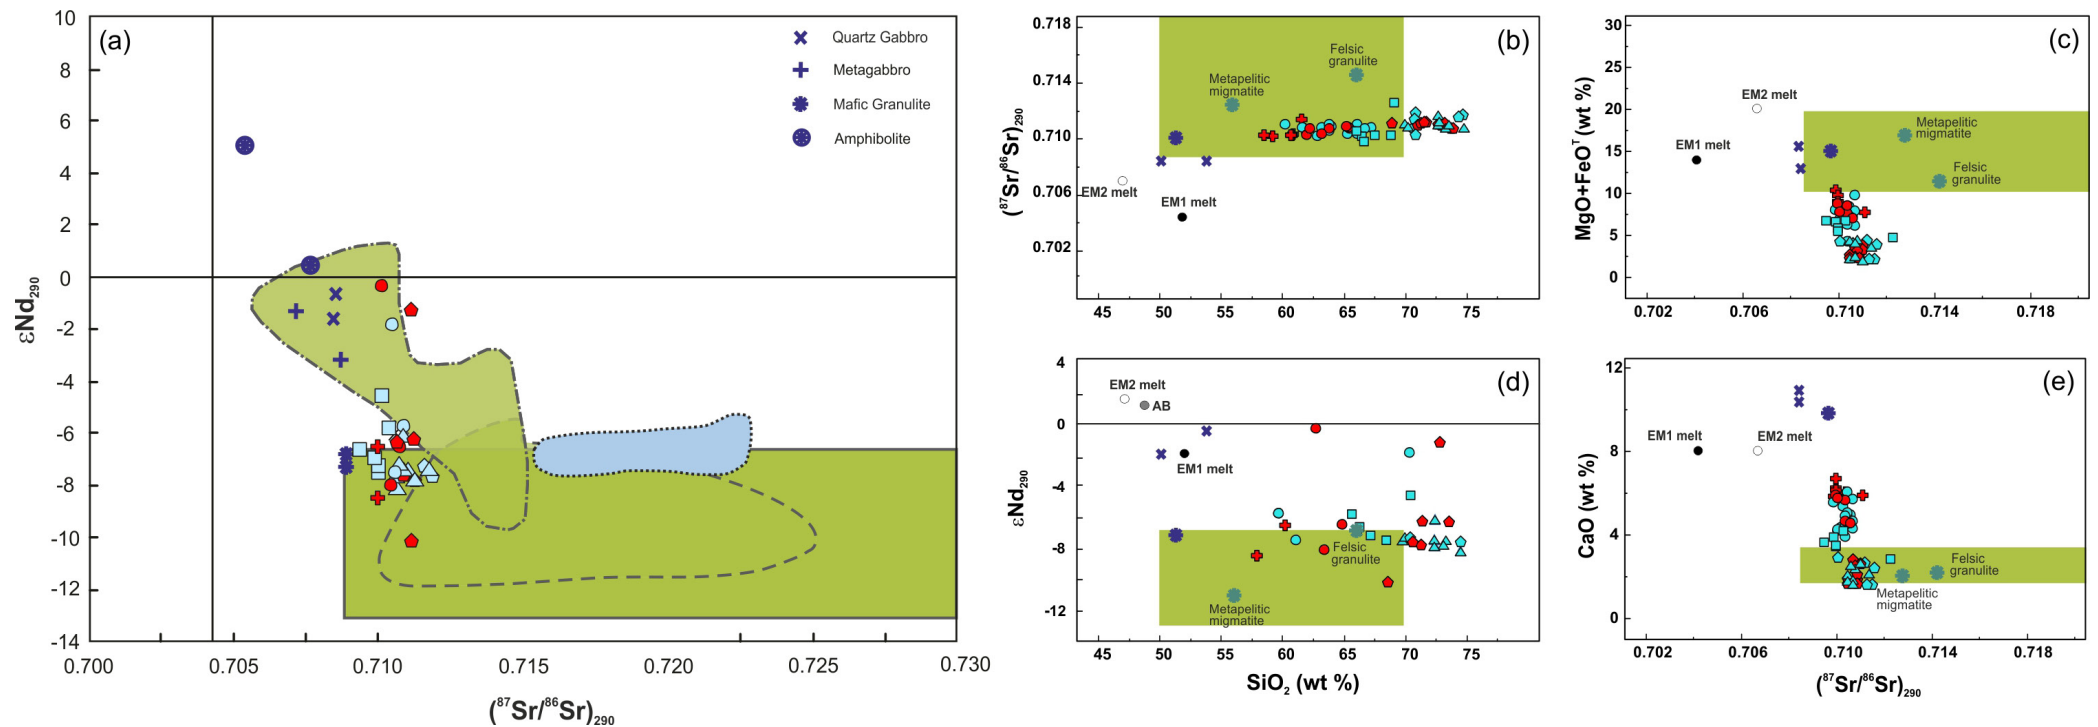 (a)
10
8
6
4
2
0
-2
-4
-6
-8
-10
-12
-14
εNd290
0.700
0.705
0.710
0.715
0.720
0.725
0.730
(87Sr/86Sr)290
Quartz Gabbro
Metagabbro
Mafic Granulite
Amphibolite
(b)
0.718
0.714
0.710
0.706
0.702
(87Sr/86Sr)290
Felsic
granulite
Metapelitic
migmatite
EM2 melt
EM1 melt
45
50
55
60
65
70
75
(c)
30
25
20
15
10
5
0
MgO+FeOT (wt %)
EM2 melt
EM1 melt
Metapelitic
migmatite
Felsic
granulite
0.702
0.706
0.710
0.714
0.718
(d)
4
0
-4
-8
-12
εNd290
EM2 melt
AB
EM1 melt
Felsic
granulite
Metapelitic
migmatite
45
50
55
60
65
70
75
SiO2 (wt %)
(e)
12
8
4
0
CaO (wt %)
EM1 melt
EM2 melt
Felsic
granulite
Metapelitic
migmatite
0.702
0.706
0.710
0.714
0.718
(87Sr/86Sr)290